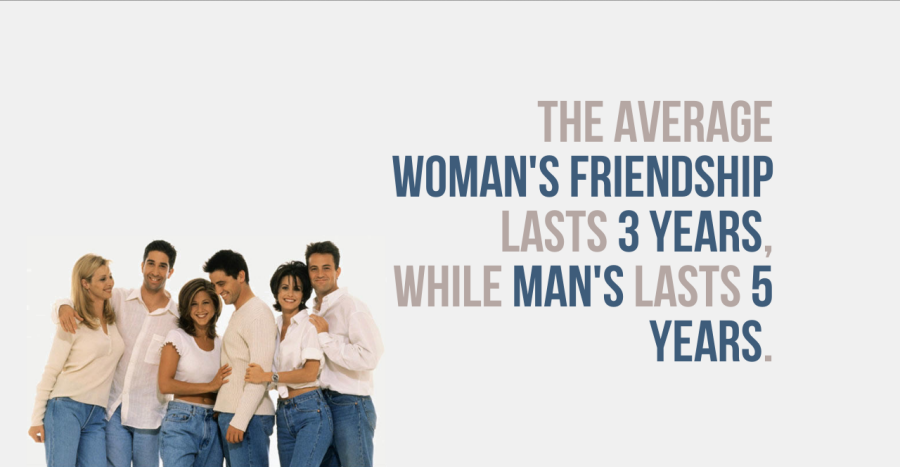 THE AVERAGE
WOMAN'S FRIENDSHIP
LASTS 3 YEARS,
WHILE MAN'S LASTS 5
YEARS.